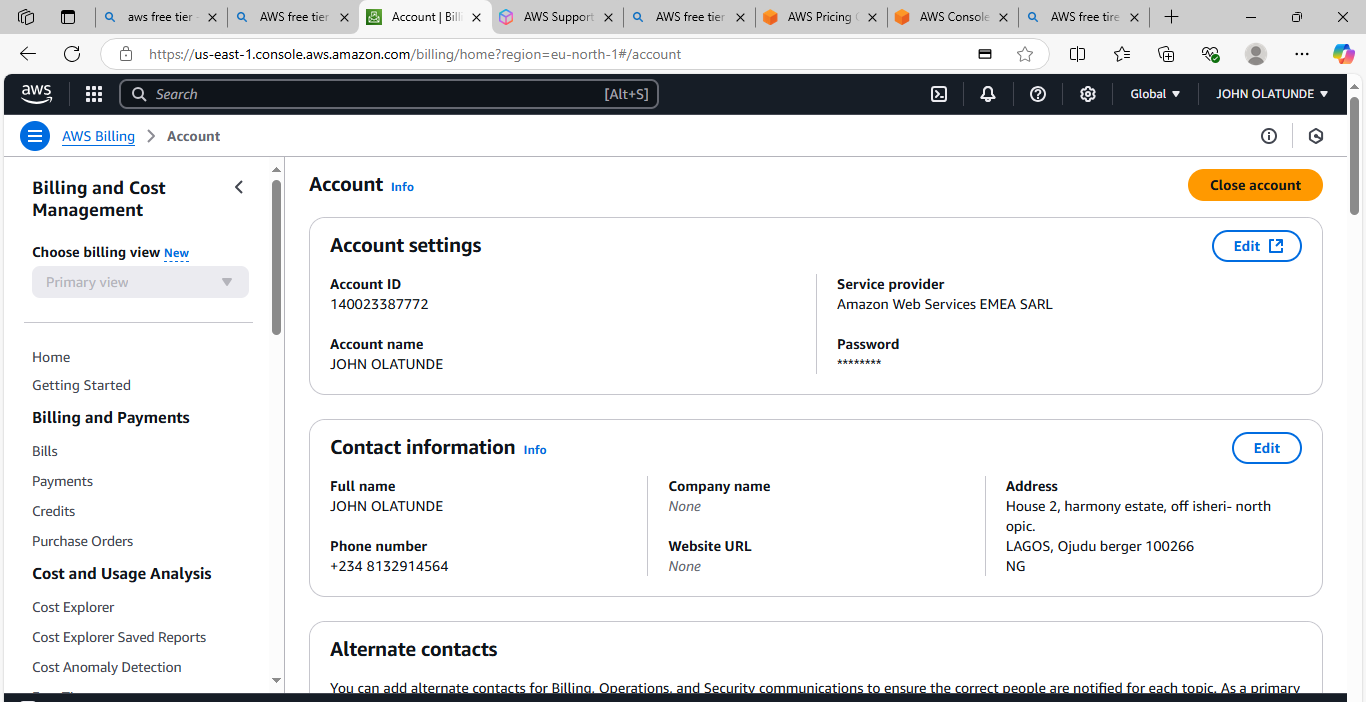 aws free tier -
AWS free tier
Account | Bill
AWS Support
AWS free tier
AWS Pricing C
AWS Console
AWS free tire
https://us-east-1.console.aws.amazon.com/billing/home?region=eu-north-1#/account
aws
Search
[Alt+S]
Global
JOHN OLATUNDE
AWS Billing
Account
Billing and Cost
Management
Choose billing view New
Primary view
Home
Getting Started
Billing and Payments
Bills
Payments
Credits
Purchase Orders
Cost and Usage Analysis
Cost Explorer
Cost Explorer Saved Reports
Cost Anomaly Detection
Account Info
Close account
Account settings
Edit
Account ID
140023387772
Account name
JOHN OLATUNDE
Service provider
Amazon Web Services EMEA SARL
Password
********
Contact information Info
Edit
Full name
JOHN OLATUNDE
Phone number
+234 8132914564
Company name
None
Website URL
None
Address
House 2, harmony estate, off isheri- north
opic.
LAGOS, Ojudu berger 100266
NG
Alternate contacts
You can add alternate contacts for Billing, Operations, and Security communications to ensure the correct people are notified for each topic. As a primary